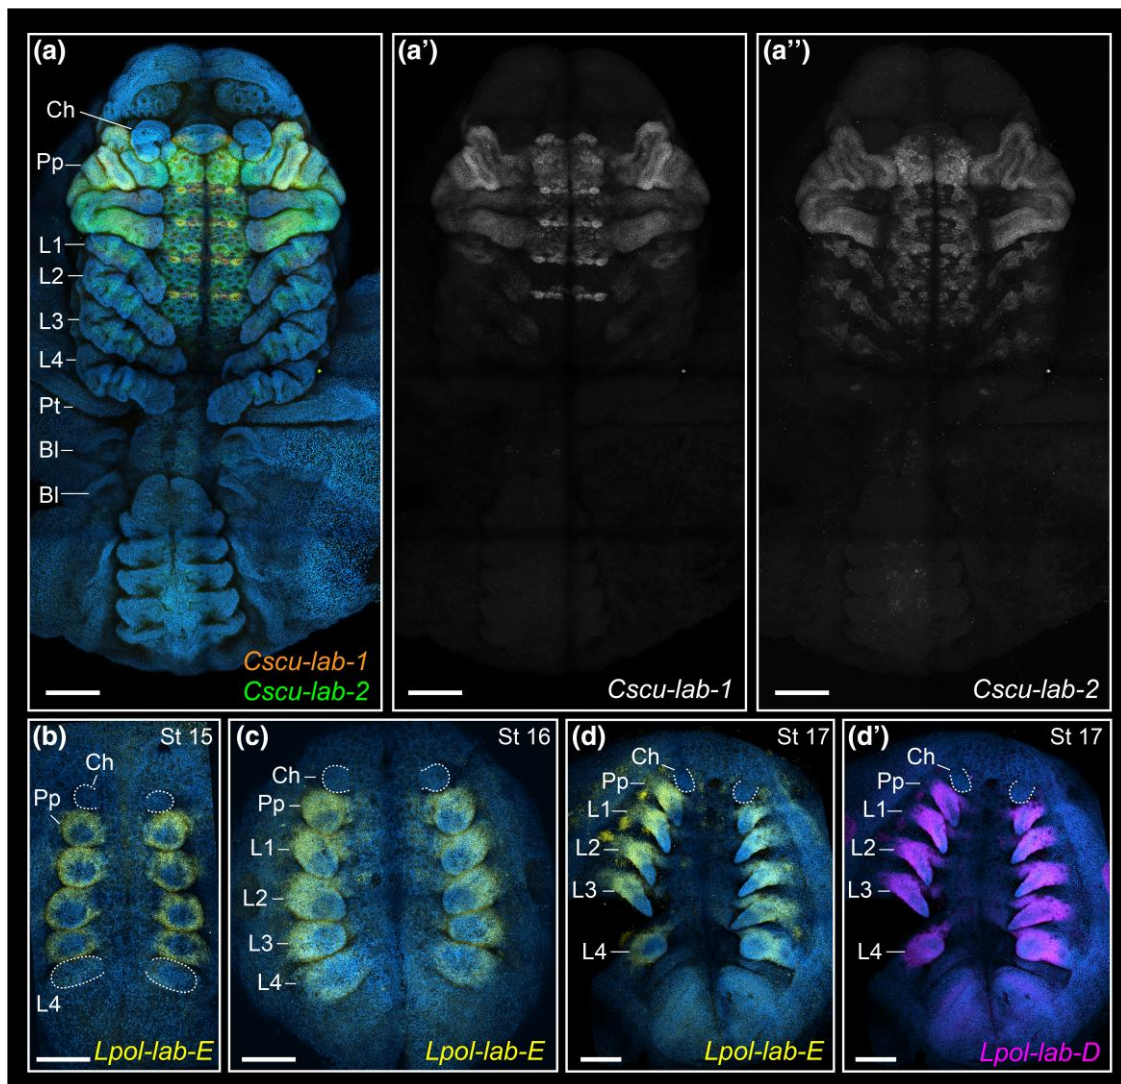 (a)
Ch
Pp
L1
L2
L3
L4
Pt
Bl
Bl
Cscu-lab-1
Cscu-lab-2
(a')
Cscu-lab-1
(a'')
Cscu-lab-2
(b) St 15
Ch
Pp
L4
Lpol-lab-E
(c) St 16
Ch
Pp
L1
L2
L3
L4
Lpol-lab-E
(d) St 17
Ch
Pp
L1
L2
L3
L4
Lpol-lab-E
(d') St 17
Ch
Pp
L1
L2
L3
L4
Lpol-lab-D